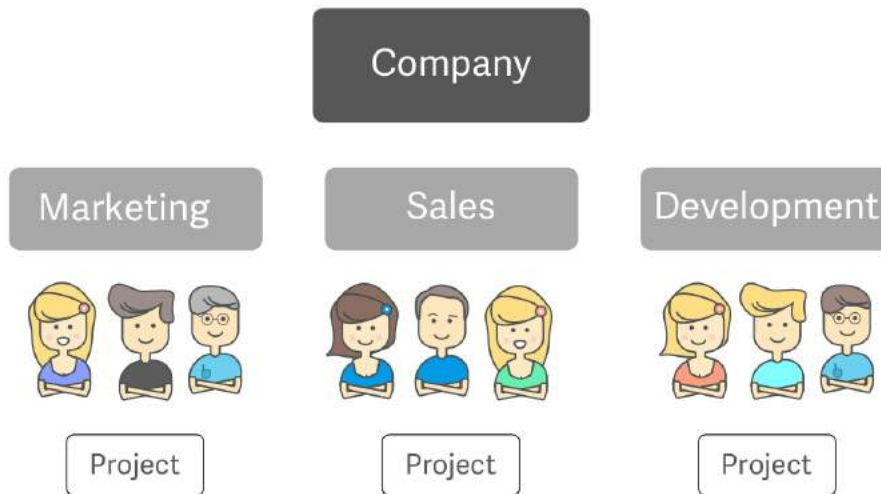 Company
Marketing
Sales
Development
Project
Project
Project